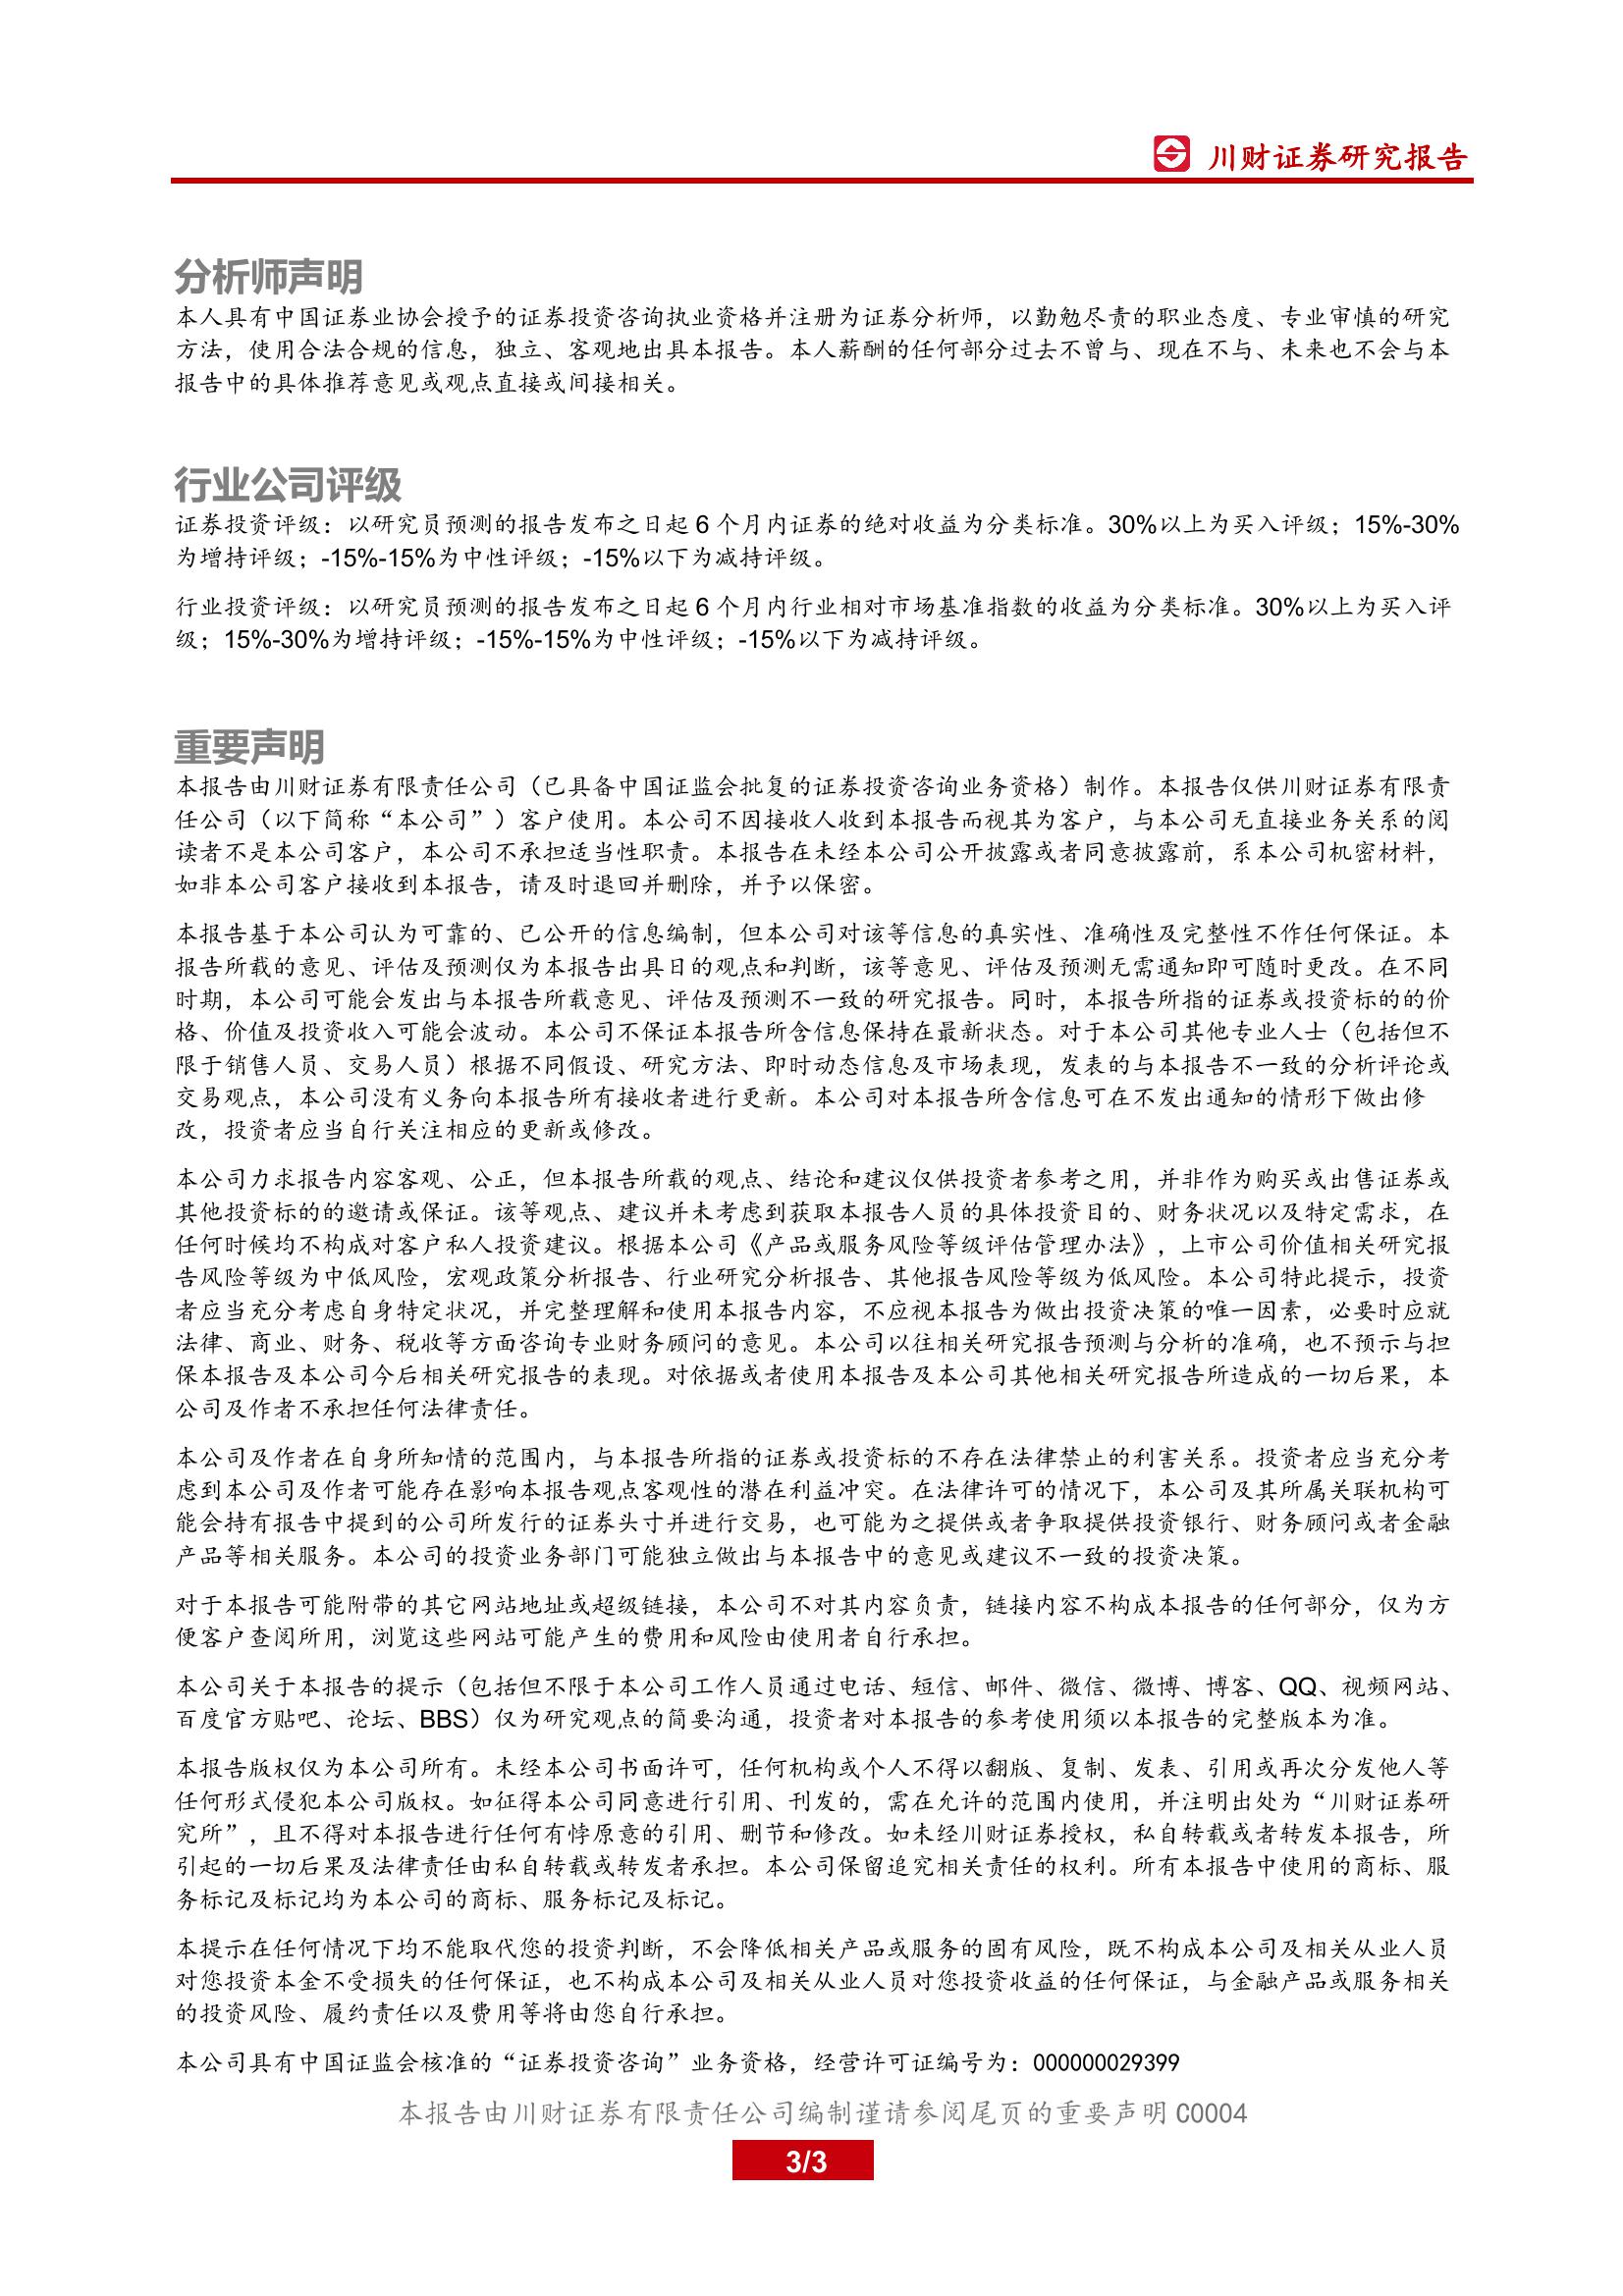 川财证券研究报告
分析师声明
本人具有中国证券业协会授予的证券投资咨询执业资格并注册为证券分析师，以勤勉尽责的职业态度、专业审慎的研究
方法，使用合法合规的信息，独立、客观地出具本报告。本人薪酬的任何部分过去不曾与、现在不与、未来也不会与本
报告中的具体推荐意见或观点直接或间接相关。
行业公司评级
证券投资评级：以研究员预测的报告发布之日起 6 个月内证券的绝对收益为分类标准。30%以上为买入评级；15%-30%
为增持评级；-15%-15%为中性评级；-15%以下为减持评级。
行业投资评级：以研究员预测的报告发布之日起 6 个月内行业相对市场基准指数的收益为分类标准。30%以上为买入评
级；15%-30%为增持评级；-15%-15%为中性评级；-15%以下为减持评级。
重要声明
本报告由川财证券有限责任公司（已具备中国证监会批复的证券投资咨询业务资格）制作。本报告仅供川财证券有限责
任公司（以下简称“本公司”）客户使用。本公司不因接收人收到本报告而视其为客户，与本公司无直接业务关系的阅
读者不是本公司客户，本公司不承担适当性职责。本报告在未经本公司公开披露或者同意披露前，系本公司机密材料，
如非本公司客户接收到本报告，请及时退回并删除，并予以保密。
本报告基于本公司认为可靠的、已公开的信息编制，但本公司对该等信息的真实性、准确性及完整性不作任何保证。本
报告所载的意见、评估及预测仅为本报告出具日的观点和判断，该等意见、评估及预测无需通知即可随时更改。在不同
时期，本公司可能会发出与本报告所载意见、评估及预测不一致的研究报告。同时，本报告所指的证券或投资标的的价
格、价值及投资收入可能会波动。本公司不保证本报告所含信息保持在最新状态。对于本公司其他专业人士（包括但不
限于销售人员、交易人员）根据不同假设、研究方法、即时动态信息及市场表现，发表的与本报告不一致的分析评论或
交易观点，本公司没有义务向本报告所有接收者进行更新。本公司对本报告所含信息可在不发出通知的情形下做出修
改，投资者应当自行关注相应的更新或修改。
本公司力求报告内容客观、公正，但本报告所载的观点、结论和建议仅供投资者参考之用，并非作为购买或出售证券或
其他投资标的的邀请或保证。该等观点、建议并未考虑到获取本报告人员的具体投资目的、财务状况以及特定需求，在
任何时候均不构成对客户私人投资建议。根据本公司《产品或服务风险等级评估管理办法》，上市公司价值相关研究报
告风险等级为中低风险，宏观政策分析报告、行业研究分析报告、其他报告风险等级为低风险。本公司特此提示，投资
者应当充分考虑自身特定状况，并完整理解和使用本报告内容，不应视本报告为做出投资决策的唯一因素，必要时应就
法律、商业、财务、税收等方面咨询专业财务顾问的意见。本公司以往相关研究报告预测与分析的准确，也不预示与担
保本报告及本公司今后相关研究报告的表现。对依据或者使用本报告及本公司其他相关研究报告所造成的一切后果，本
公司及作者不承担任何法律责任。
本公司及作者在自身所知情的范围内，与本报告所指的证券或投资标的不存在法律禁止的利害关系。投资者应当充分考
虑到本公司及作者可能存在影响本报告观点客观性的潜在利益冲突。在法律许可的情况下，本公司及其所属关联机构可
能会持有报告中提到的公司所发行的证券头寸并进行交易，也可能为之提供或者争取提供投资银行、财务顾问或者金融
产品等相关服务。本公司的投资业务部门可能独立做出与本报告中的意见或建议不一致的投资决策。
对于本报告可能附带的其它网站地址或超级链接，本公司不对其内容负责，链接内容不构成本报告的任何部分，仅为方
便客户查阅所用，浏览这些网站可能产生的费用和风险由使用者自行承担。
本公司关于本报告的提示（包括但不限于本公司工作人员通过电话、短信、邮件、微信、微博、博客、QQ、视频网站、
百度官方贴吧、论坛、BBS）仅为研究观点的简要沟通，投资者对本报告的参考使用须以本报告的完整版本为准。
本报告版权仅为本公司所有。未经本公司书面许可，任何机构或个人不得以翻版、复制、发表、引用或再次分发他人等
任何形式侵犯本公司版权。如征得本公司同意进行引用、刊发的，需在允许的范围内使用，并注明出处为“川财证券研
究所”，且不得对本报告进行任何有悖原意的引用、删节和修改。如未经川财证券授权，私自转载或者转发本报告，所
引起的一切后果及法律责任由私自转载或转发者承担。本公司保留追究相关责任的权利。所有本报告中使用的商标、服
务标记及标记均为本公司的商标、服务标记及标记。
本提示在任何情况下均不能取代您的投资判断，不会降低相关产品或服务的固有风险，既不构成本公司及相关从业人员
对您投资本金不受损失的任何保证，也不构成本公司及相关从业人员对您投资收益的任何保证，与金融产品或服务相关
的投资风险、履约责任以及费用等将由您自行承担。
本公司具有中国证监会核准的“证券投资咨询”业务资格，经营许可证编号为：000000029399
本报告由川财证券有限责任公司编制谨请参阅尾页的重要声明 C0004
3/3